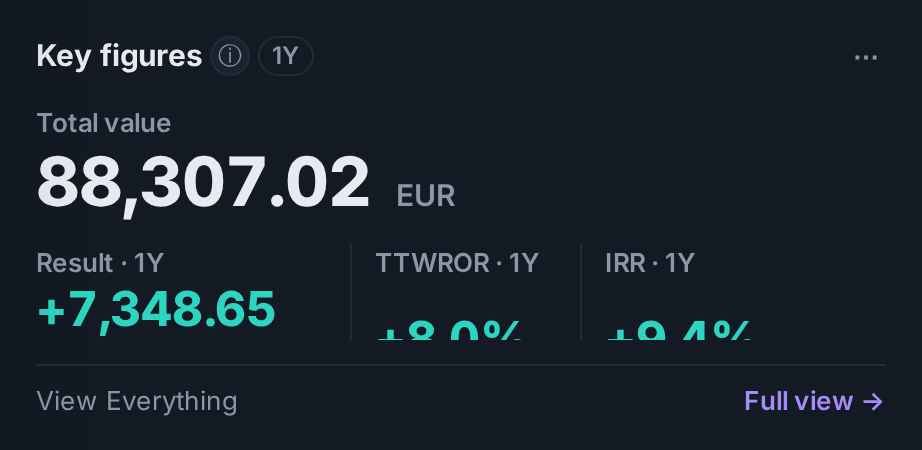 Key figures ⓘ 1Y ...
Total value
88,307.02 EUR
Result · 1Y
+7,348.65
TTWROR · 1Y
IRR · 1Y
View Everything
Full view →